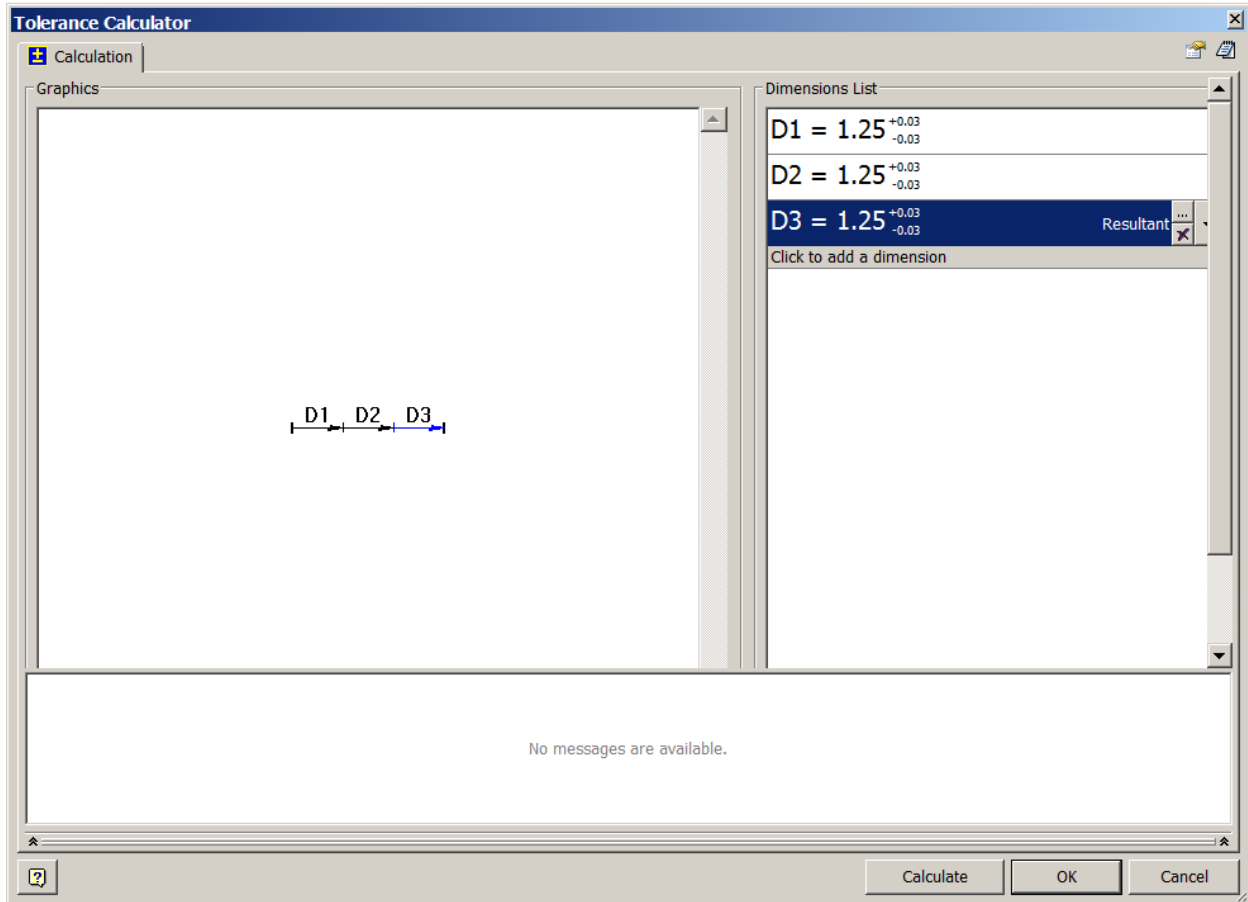 Tolerance Calculator
Calculation
Graphics
Dimensions List
D1 = 1.25 +0.03 -0.03
D2 = 1.25 +0.03 -0.03
D3 = 1.25 +0.03 -0.03 Resultant ...
Click to add a dimension
D1 D2 D3
No messages are available.
Calculate OK Cancel